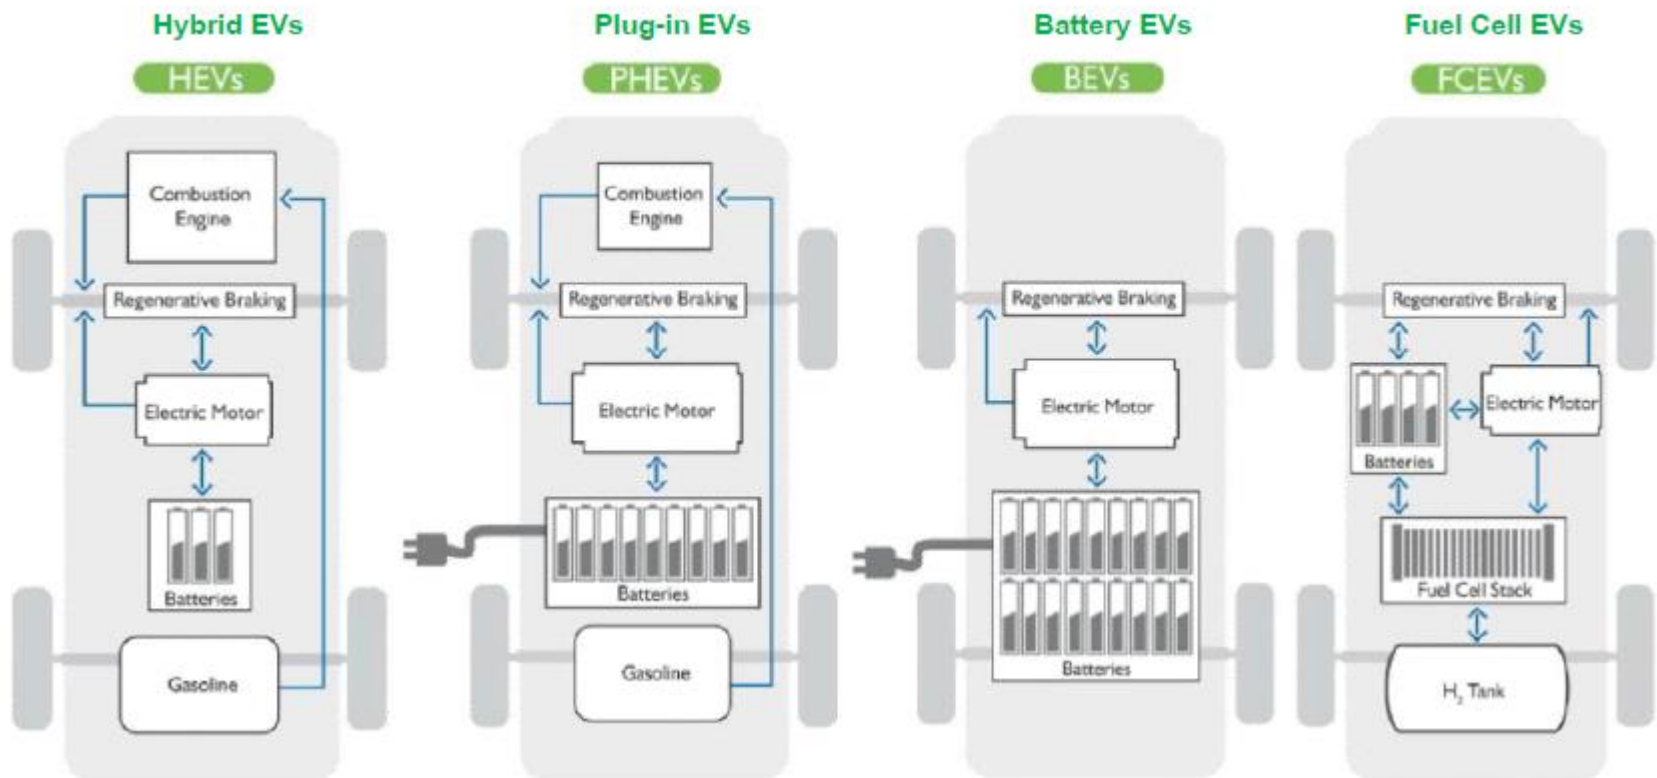 Hybrid EVs
HEVs
Combustion
Engine
Regenerative Braking
Electric Motor
Batteries
Gasoline
Plug-in EVs
PHEVs
Combustion
Engine
Regenerative Braking
Electric Motor
Batteries
Gasoline
Battery EVs
BEVs
Regenerative Braking
Electric Motor
Batteries
Fuel Cell EVs
FCEVs
Regenerative Braking
Electric Motor
Batteries
Fuel Cell Stack
H₂ Tank